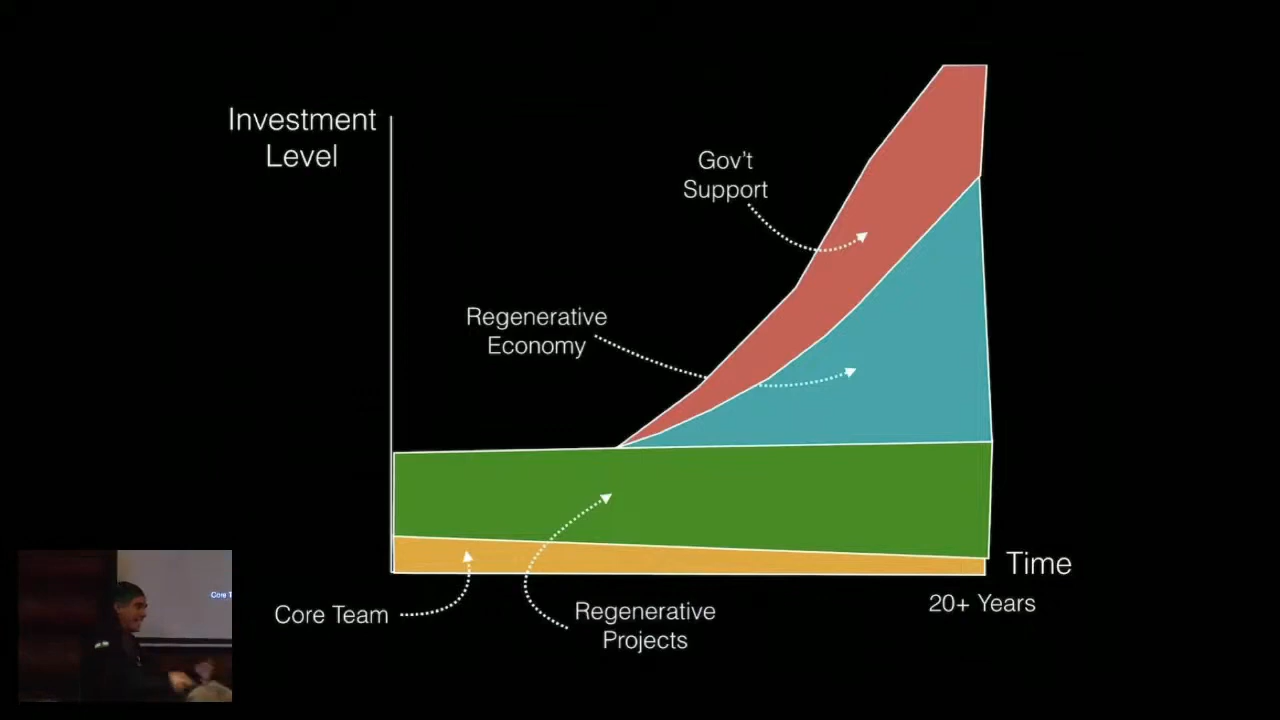 Investment
Level
Gov't
Support
Regenerative
Economy
Time
20+ Years
Core Team
Regenerative
Projects